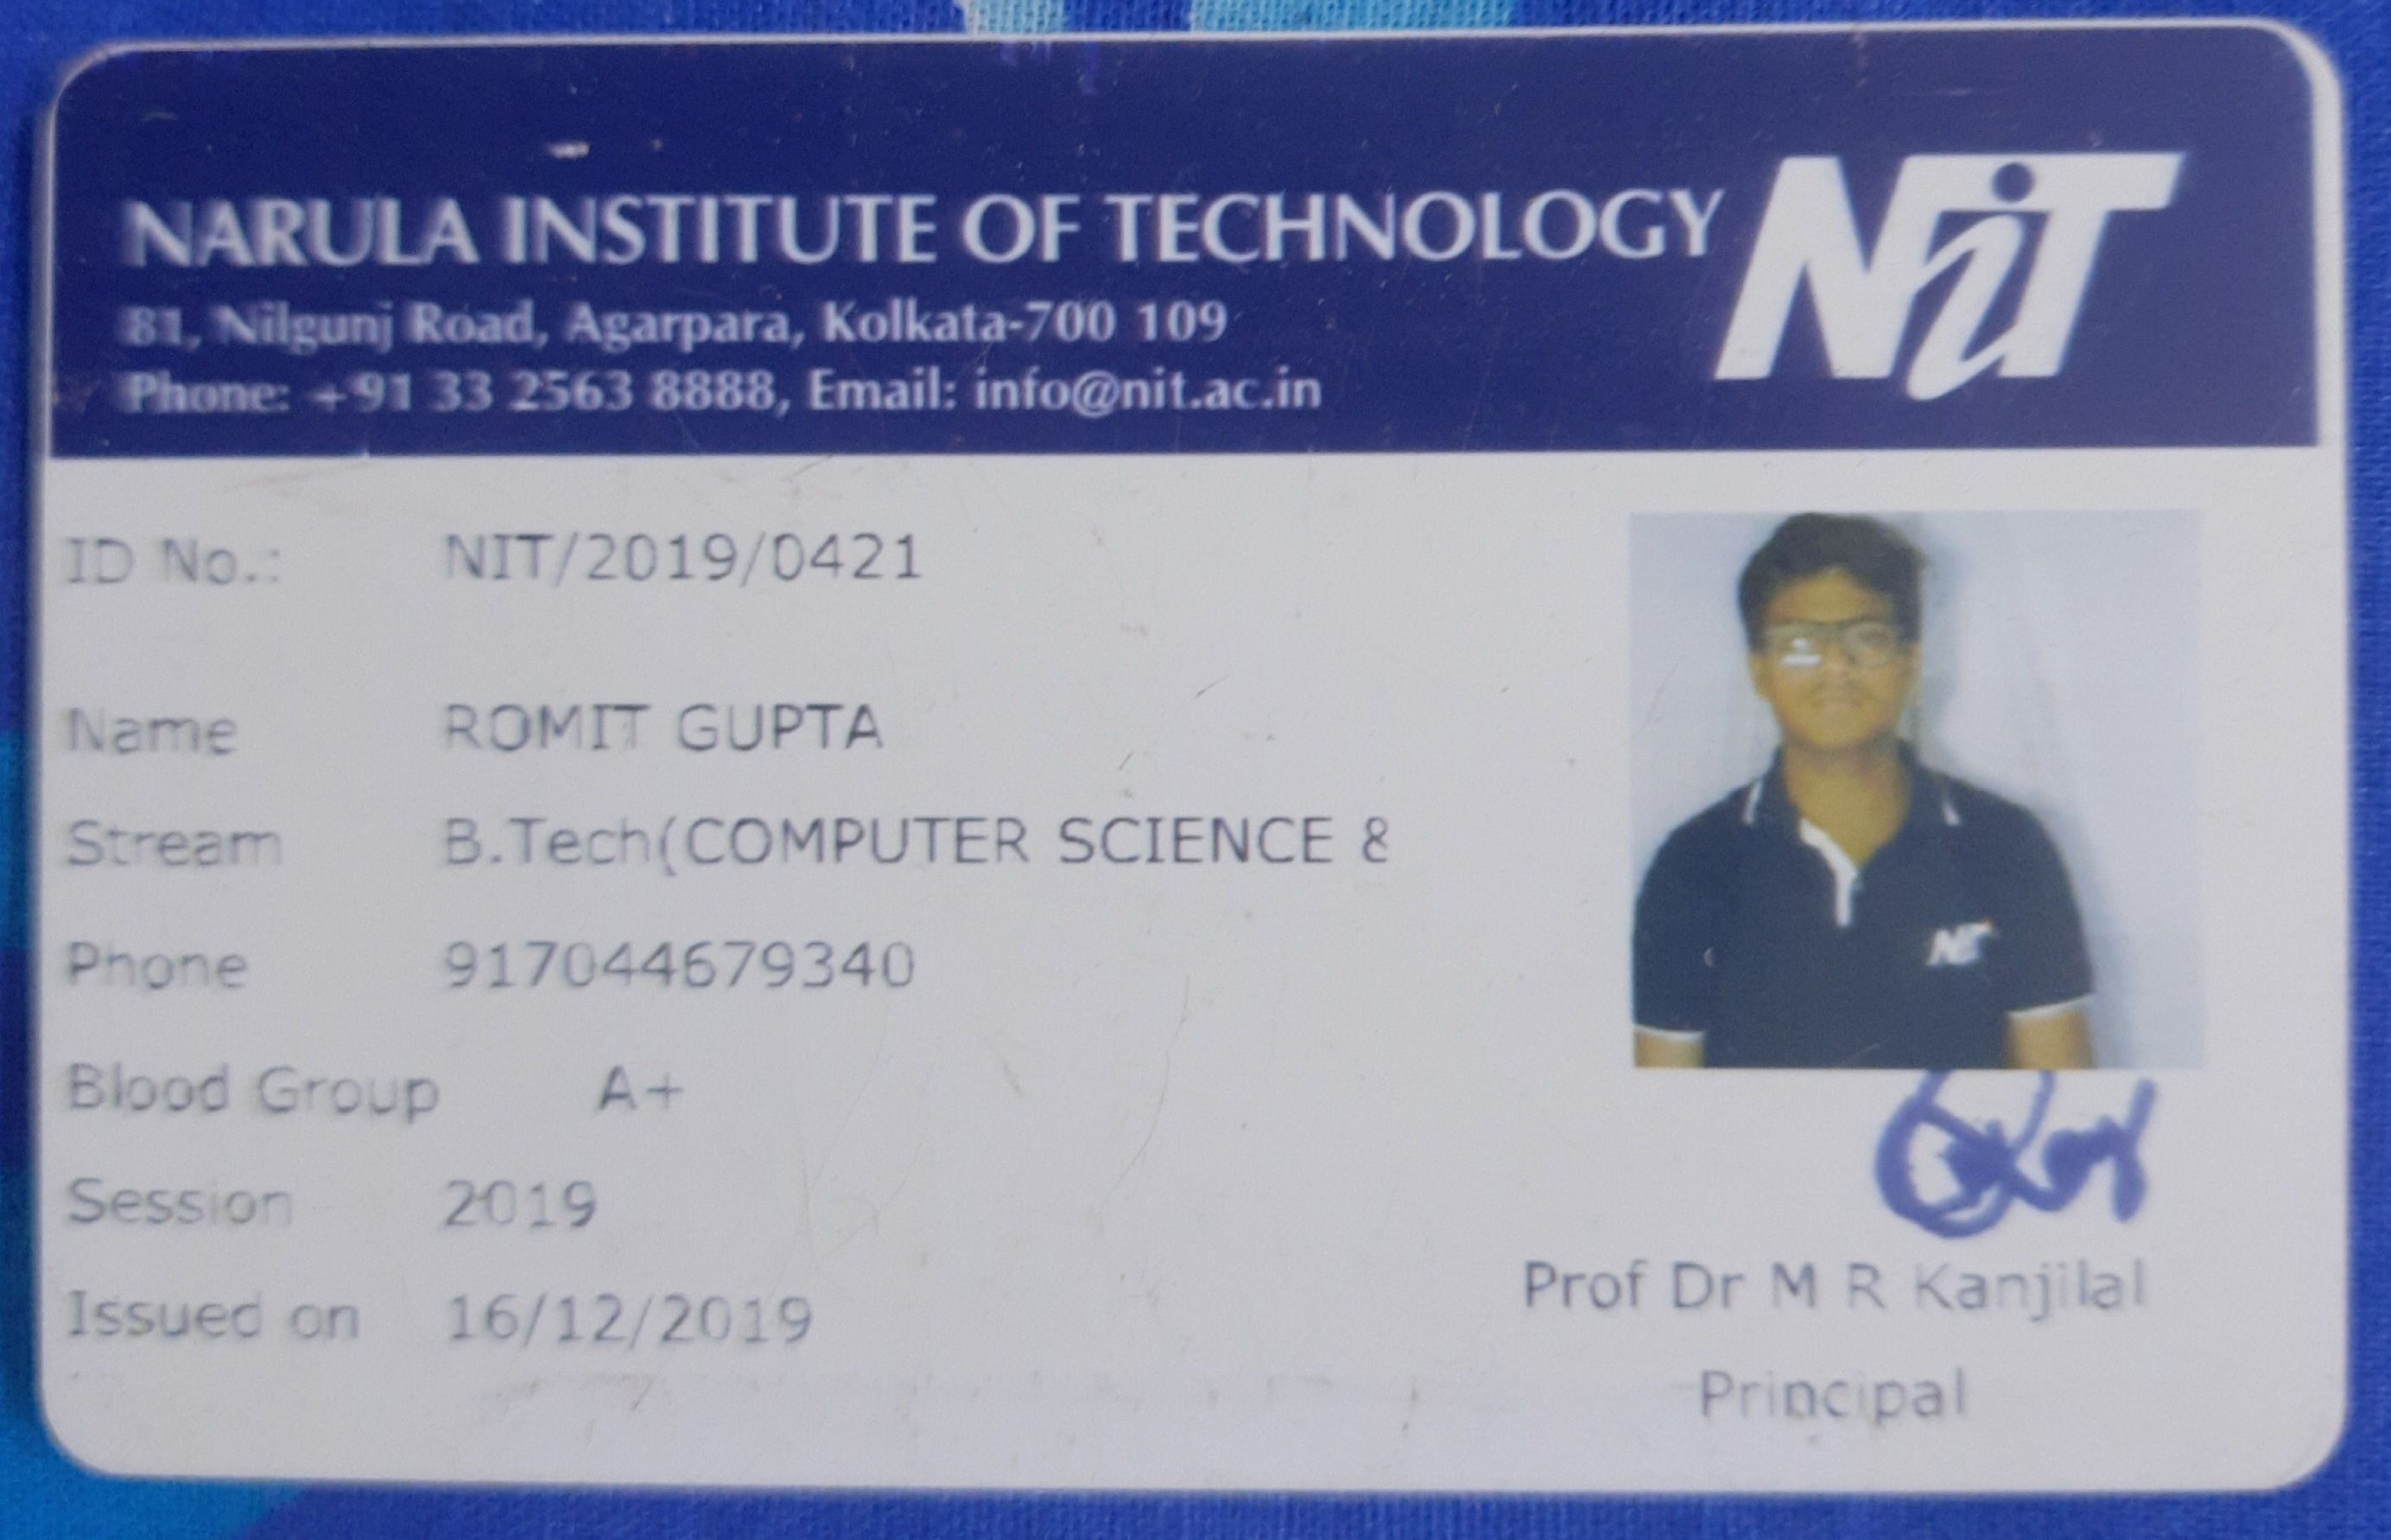 NARULA INSTITUTE OF TECHNOLOGY
NiT
81, Nilgunj Road, Agarpara, Kolkata-700 109
Phone: +91 33 2563 8888, Email: info@nit.ac.in
ID No.: NIT/2019/0421
Name ROMIT GUPTA
Stream B.Tech(COMPUTER SCIENCE &
Phone 917044679340
Blood Group A+
Session 2019
Issued on 16/12/2019
NiT
Prof Dr M R Kanjilal
Principal